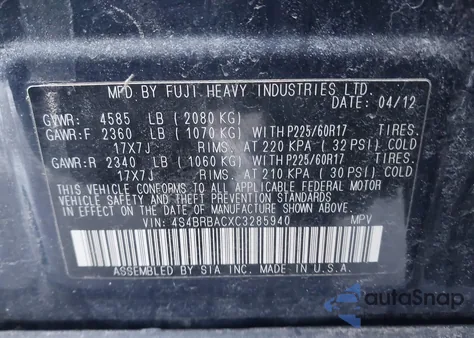 MFD. BY FUJI HEAVY INDUSTRIES LTD.
DATE: 04/12
GVWR: 4585 LB (2080 KG)
GAWR:F 2360 LB (1070 KG) WITH P225/60R17 TIRES.
17X7J RIMS. AT 220 KPA ( 32 PSI) COLD
GAWR:R 2340 LB (1060 KG) WITH P225/60R17 TIRES.
17X7J RIMS. AT 210 KPA ( 30 PSI) COLD
THIS VEHICLE CONFORMS TO ALL APPLICABLE FEDERAL MOTOR
VEHICLE SAFETY, BUMPER, AND THEFT PREVENTION STANDARDS
IN EFFECT ON THE DATE OF MANUFACTURE SHOWN ABOVE.
VIN: 4S4BRBACXC3285940 MPV
ASSEMBLED BY SIA INC. MADE IN U.S.A.
autoSnap